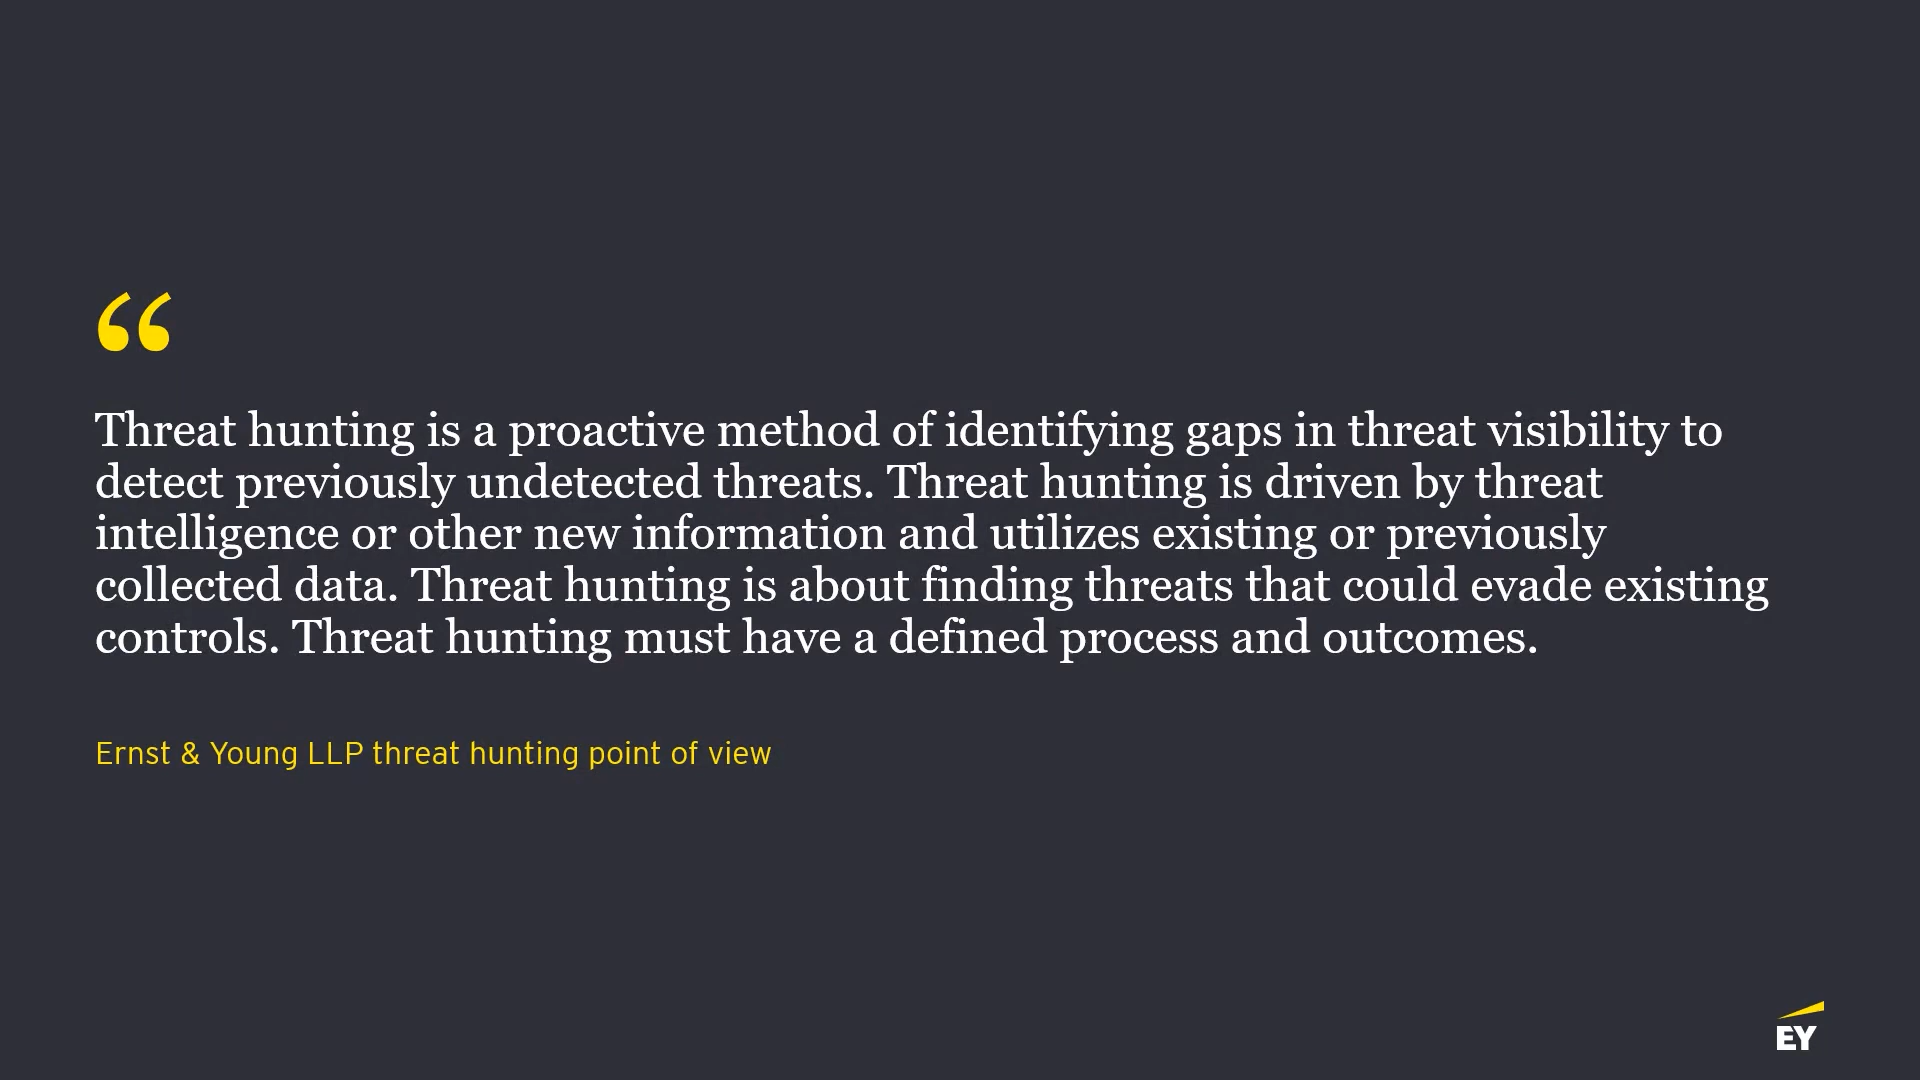 “
Threat hunting is a proactive method of identifying gaps in threat visibility to
detect previously undetected threats. Threat hunting is driven by threat
intelligence or other new information and utilizes existing or previously
collected data. Threat hunting is about finding threats that could evade existing
controls. Threat hunting must have a defined process and outcomes.
Ernst & Young LLP threat hunting point of view
EY